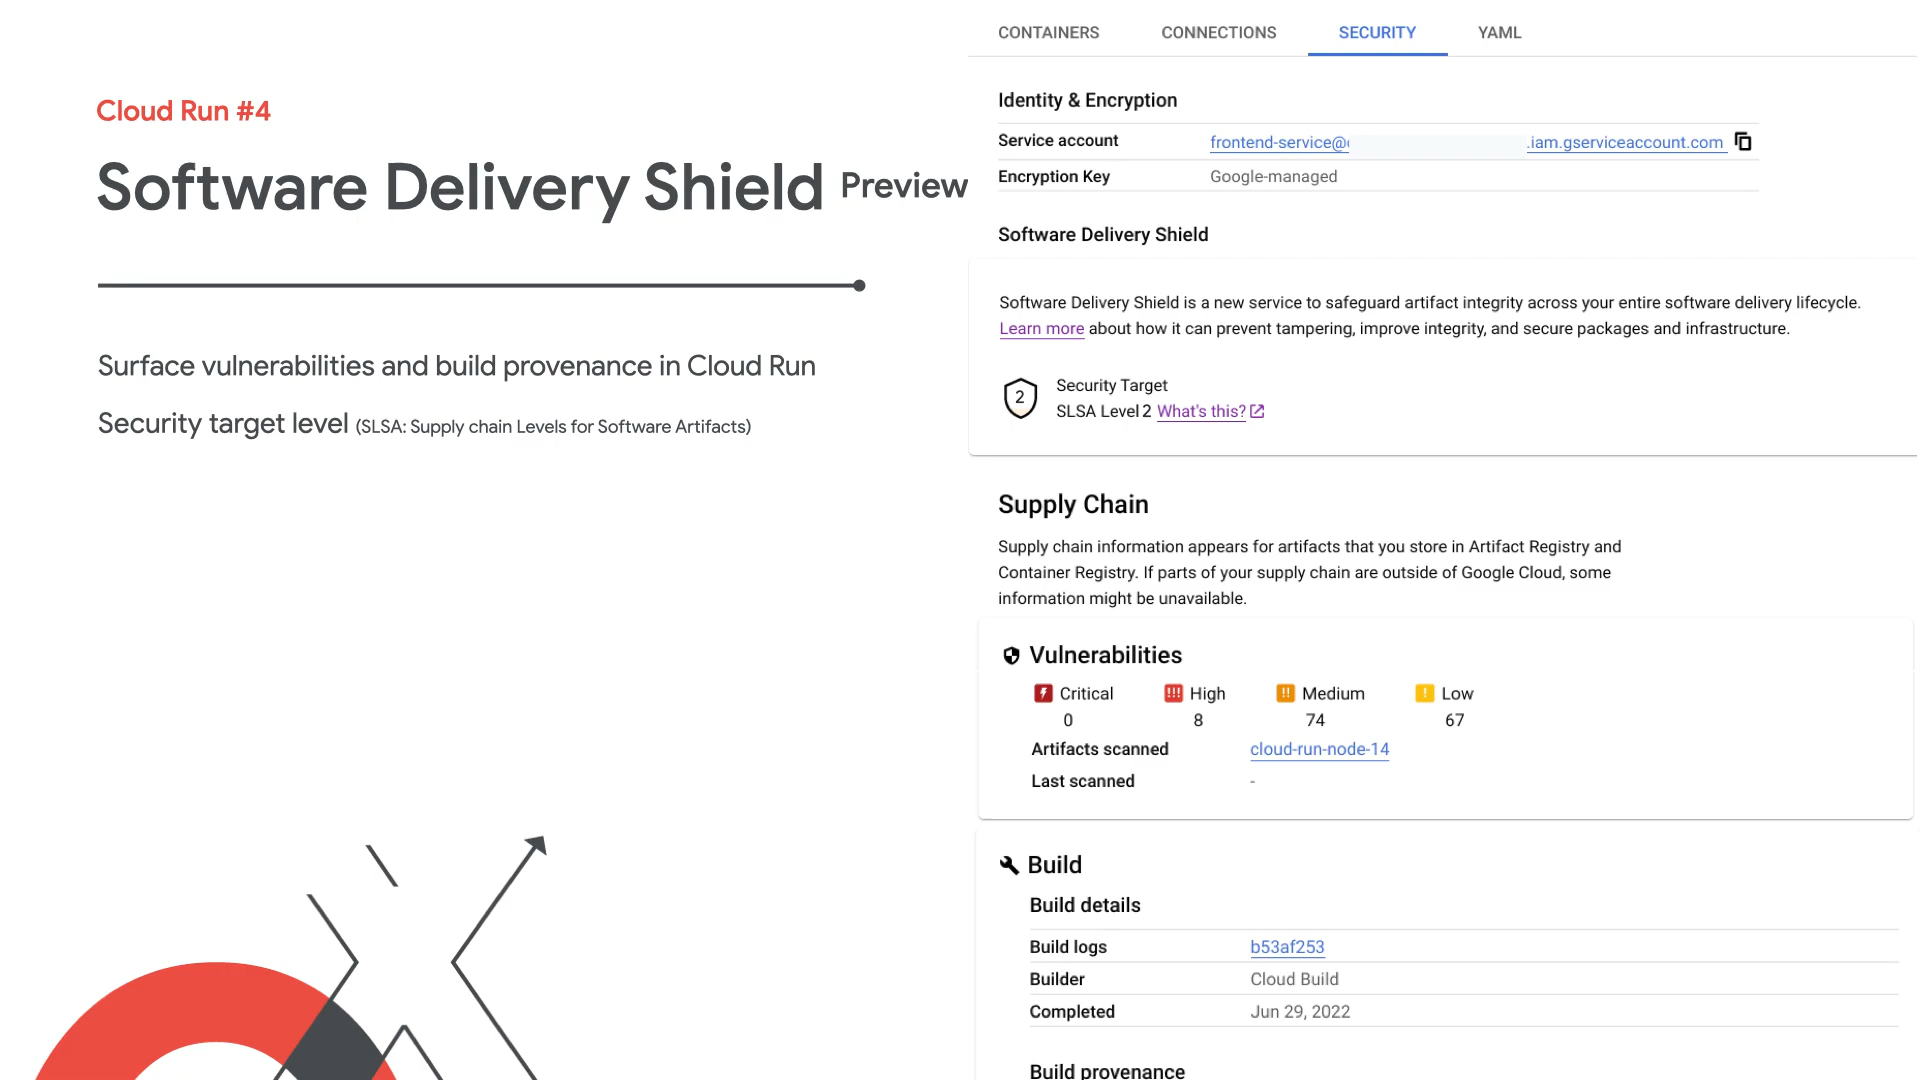 Cloud Run #4
Software Delivery Shield Preview
Surface vulnerabilities and build provenance in Cloud Run
Security target level (SLSA: Supply chain Levels for Software Artifacts)
CONTAINERS CONNECTIONS SECURITY YAML
Identity & Encryption
Service account frontend-service@ .iam.gserviceaccount.com
Encryption Key Google-managed
Software Delivery Shield
Software Delivery Shield is a new service to safeguard artifact integrity across your entire software delivery lifecycle.
Learn more about how it can prevent tampering, improve integrity, and secure packages and infrastructure.
2
Security Target
SLSA Level 2 What's this?
Supply Chain
Supply chain information appears for artifacts that you store in Artifact Registry and
Container Registry. If parts of your supply chain are outside of Google Cloud, some
information might be unavailable.
Vulnerabilities
Critical High Medium Low
0 8 74 67
Artifacts scanned cloud-run-node-14
Last scanned -
Build
Build details
Build logs b53af253
Builder Cloud Build
Completed Jun 29, 2022
Build provenance